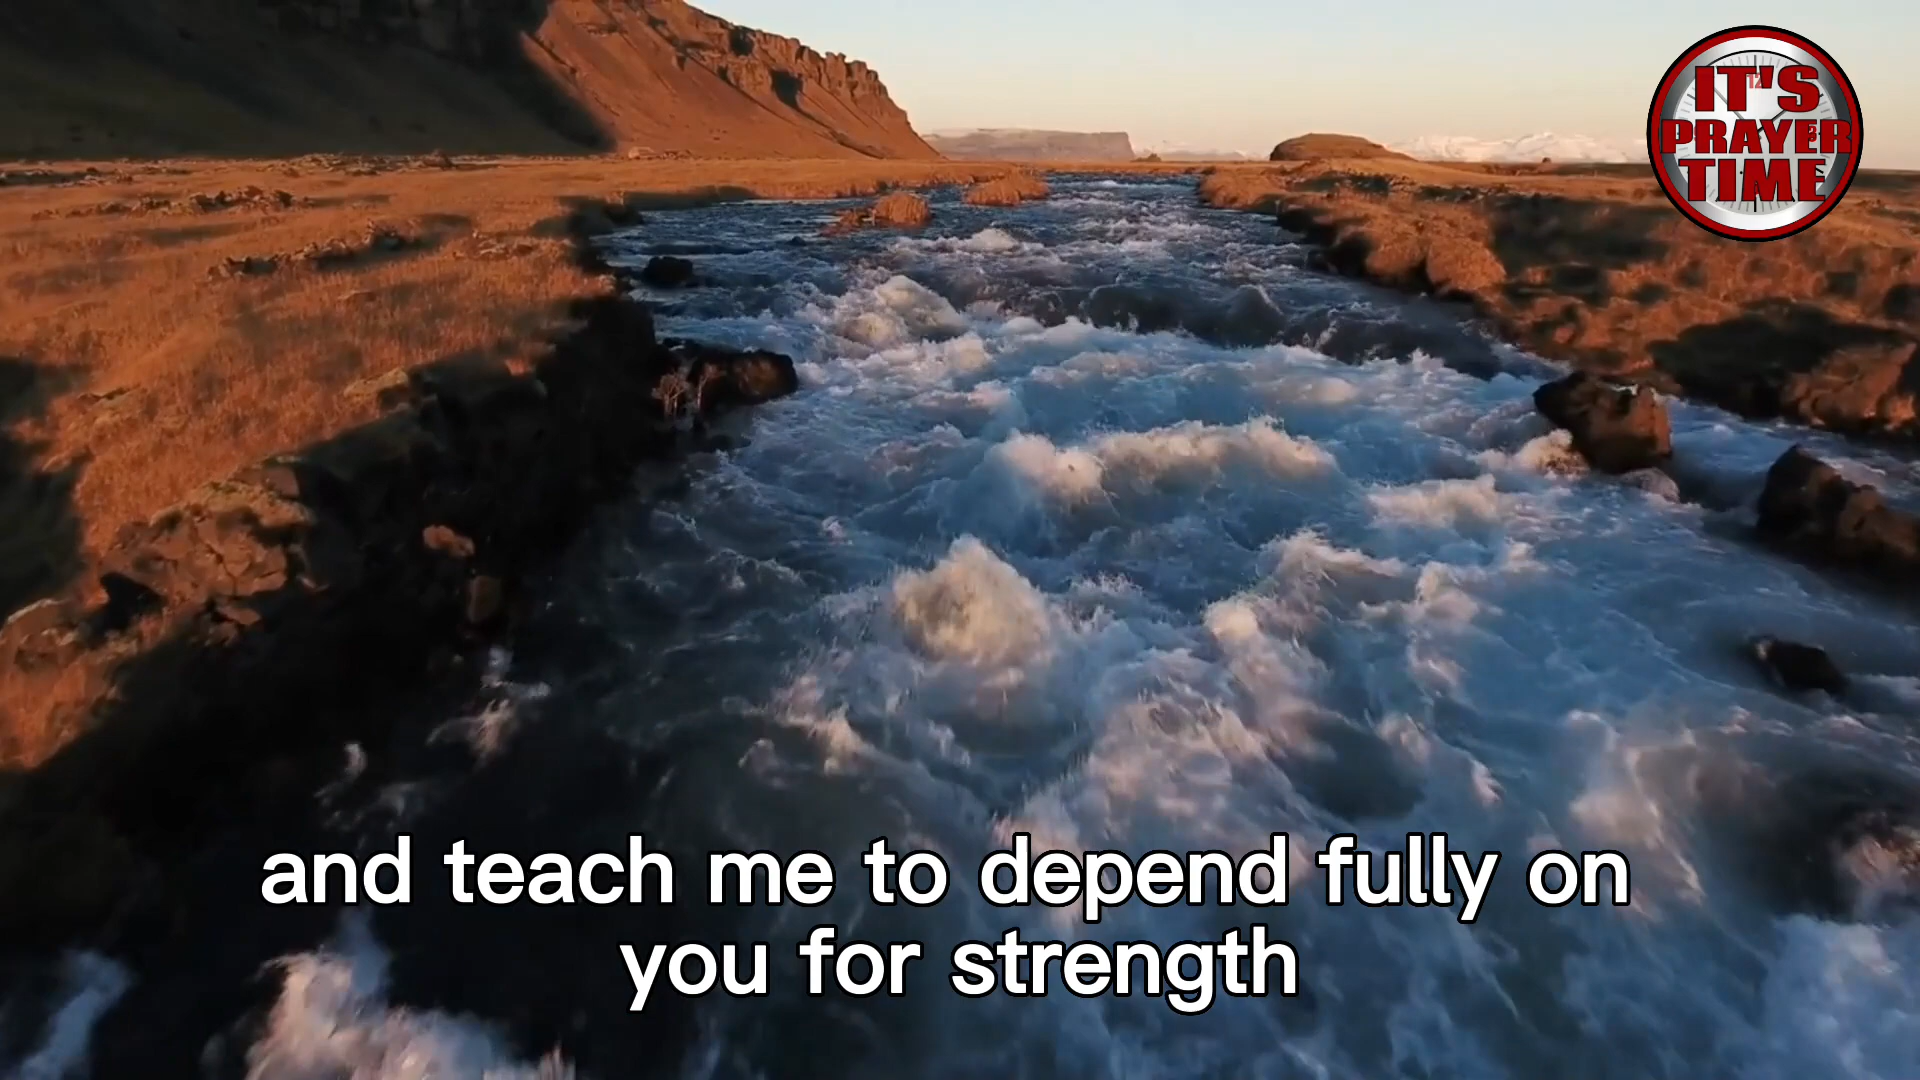 IT'S
PRAYER
TIME
and teach me to depend fully on
you for strength